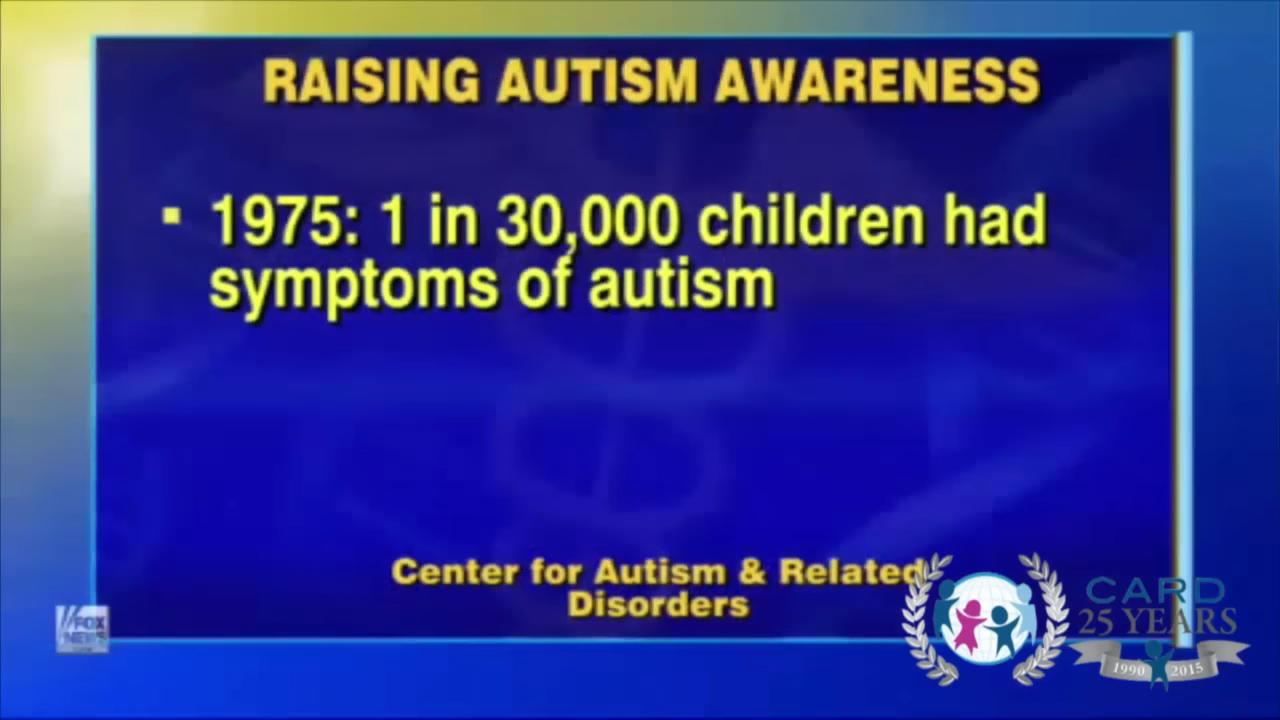 RAISING AUTISM AWARENESS
▪ 1975: 1 in 30,000 children had
symptoms of autism
Center for Autism & Related
Disorders
FOX
NEWS
CARD
25 YEARS
1990 2015